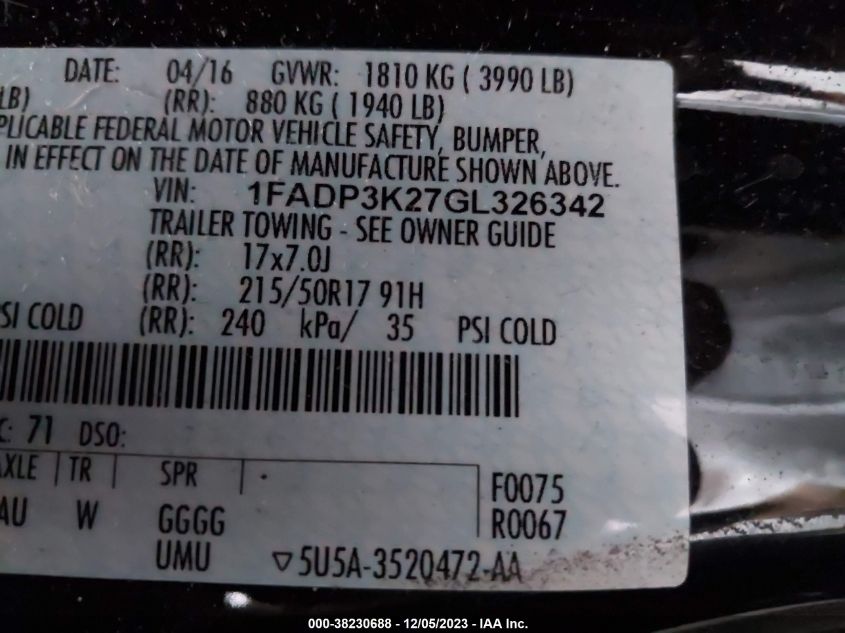 DATE: 04/16 GVWR: 1810 KG ( 3990 LB)
LB) (RR): 880 KG ( 1940 LB)
PLICABLE FEDERAL MOTOR VEHICLE SAFETY, BUMPER,
IN EFFECT ON THE DATE OF MANUFACTURE SHOWN ABOVE.
VIN: 1FADP3K27GL326342
TRAILER TOWING - SEE OWNER GUIDE
(RR): 17x7.0J
(RR): 215/50R17 91H
SI COLD (RR): 240 kPa/ 35 PSI COLD
C: 71 DSO:
AXLE TR SPR
AU W GGGG
UMU
F0075
R0067
▽5U5A-3520472-AA
000-38230688 - 12/05/2023 - IAA Inc.